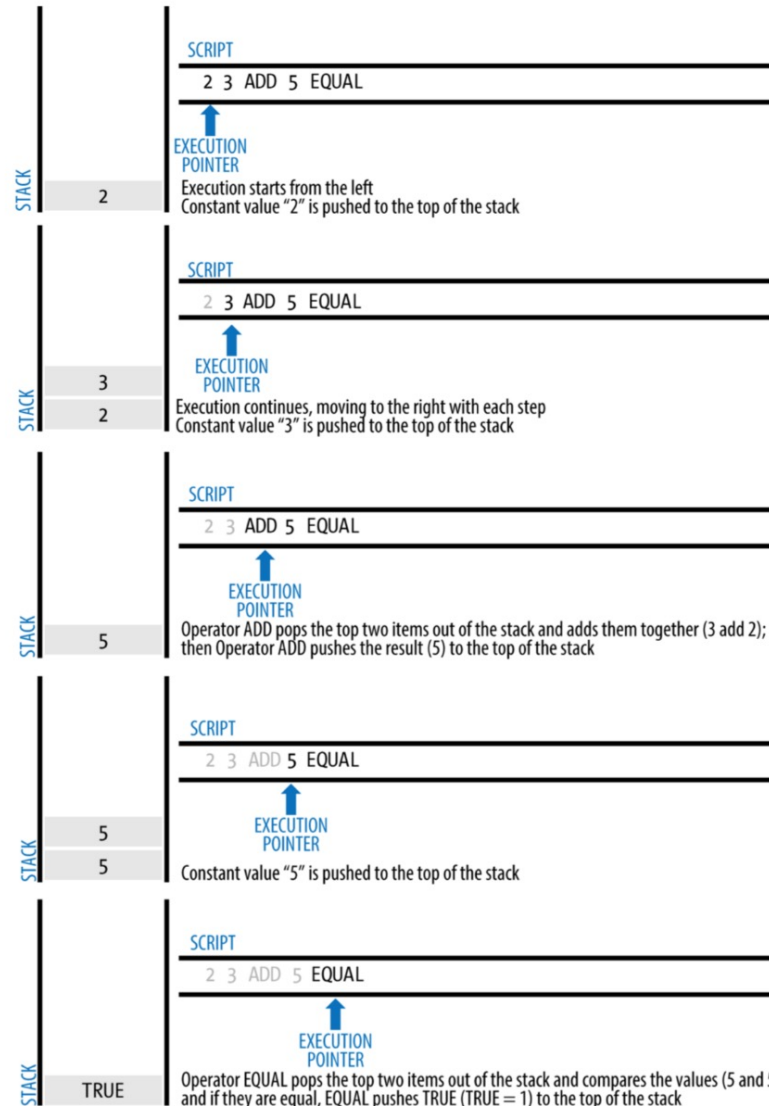 SCRIPT
2 3 ADD 5 EQUAL
EXECUTION
POINTER
STACK
2
Execution starts from the left
Constant value “2” is pushed to the top of the stack
SCRIPT
2 3 ADD 5 EQUAL
EXECUTION
POINTER
3
STACK
2
Execution continues, moving to the right with each step
Constant value “3” is pushed to the top of the stack
SCRIPT
2 3 ADD 5 EQUAL
EXECUTION
POINTER
STACK
5
Operator ADD pops the top two items out of the stack and adds them together (3 add 2);
then Operator ADD pushes the result (5) to the top of the stack
SCRIPT
2 3 ADD 5 EQUAL
EXECUTION
POINTER
5
STACK
5
Constant value “5” is pushed to the top of the stack
SCRIPT
2 3 ADD 5 EQUAL
EXECUTION
POINTER
STACK
TRUE
Operator EQUAL pops the top two items out of the stack and compares the values (5 and
and if they are equal, EQUAL pushes TRUE (TRUE = 1) to the top of the stack